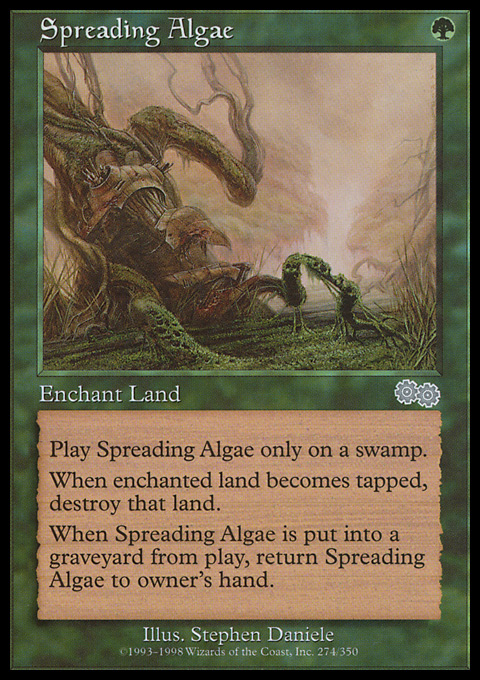 Spreading Algae
Enchant Land
Play Spreading Algae only on a swamp.
When enchanted land becomes tapped,
destroy that land.
When Spreading Algae is put into a
graveyard from play, return Spreading
Algae to owner's hand.
Illus. Stephen Daniele
©1993-1998 Wizards of the Coast, Inc. 274/350